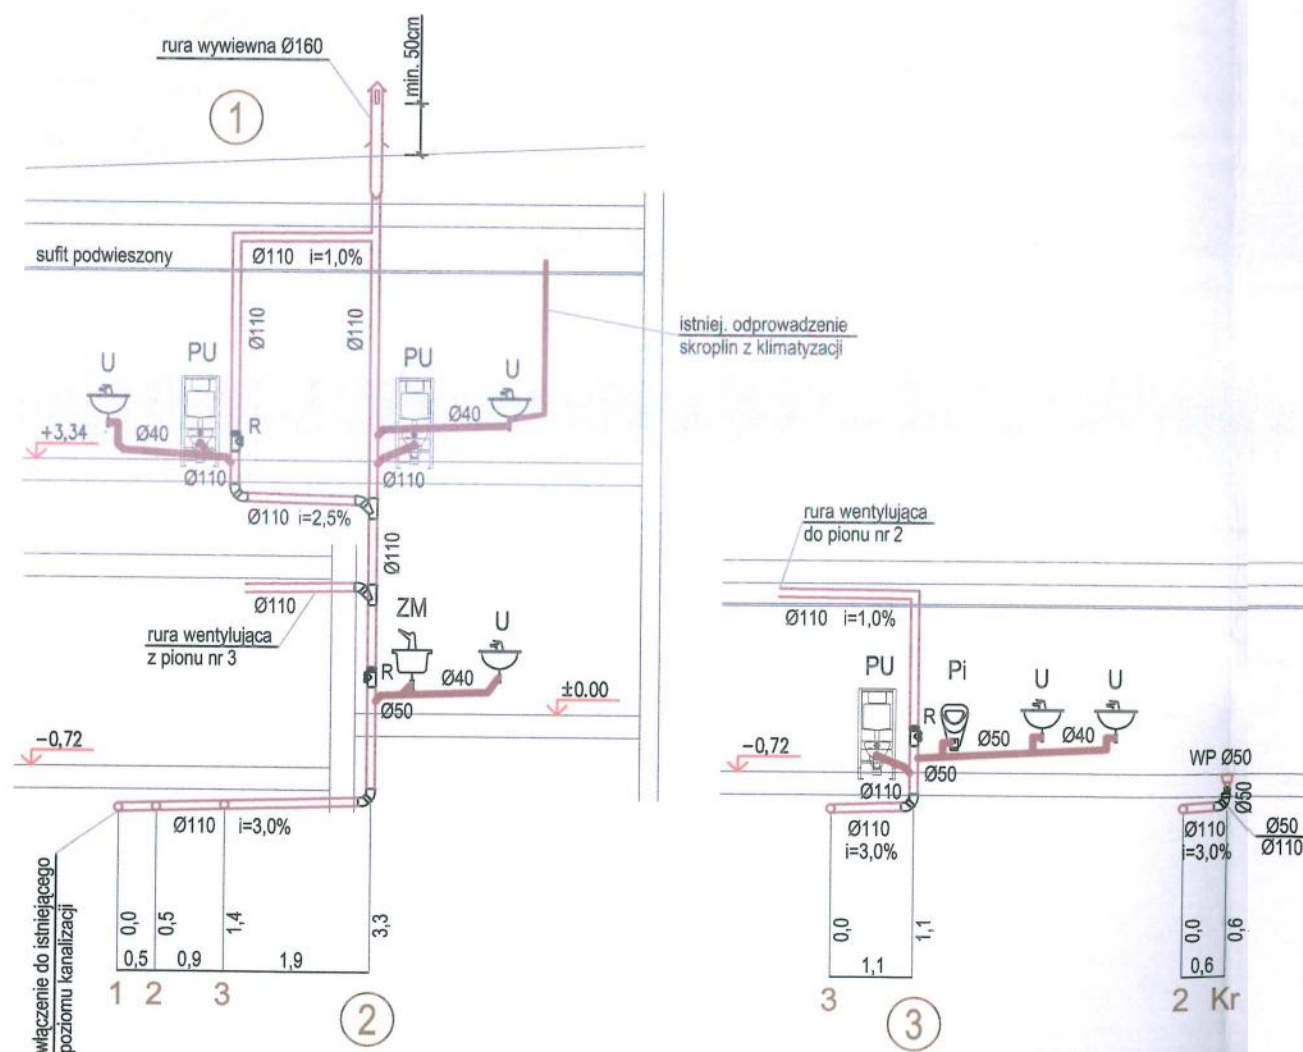 rura wywiewna Ø160
min. 50cm
1
sufit podwieszony
Ø110 i=1,0%
Ø110
Ø110
istniej. odprowadzenie
skroplin z klimatyzacji
U
PU
PU
U
R
+3,34
Ø40
Ø40
Ø110
Ø110
Ø110 i=2,5%
Ø110
Ø110
rura wentylująca
z pionu nr 3
ZM
U
R
Ø40
Ø50
±0.00
-0,72
Ø110 i=3,0%
włączenie do istniejącego
poziomu kanalizacji
0,0
0,5
1,4
3,3
0,5
0,9
1,9
1
2
3
2
rura wentylująca
do pionu nr 2
Ø110 i=1,0%
PU
Pi
U
U
R
Ø50
Ø40
-0,72
Ø50
Ø110
WP Ø50
Ø50
Ø110
i=3,0%
Ø110
i=3,0%
Ø50
Ø110
0,0
1,1
1,1
0,0
0,6
0,6
3
3
2
Kr